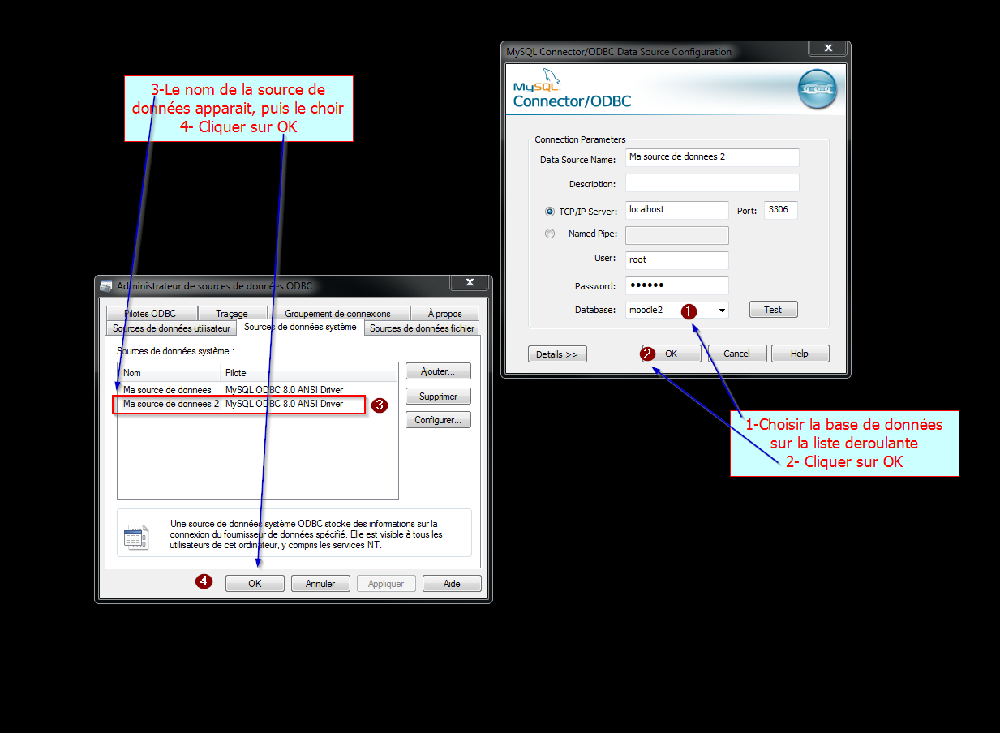 3-Le nom de la source de
données apparait, puis le choir
4- Cliquer sur OK
MySQL Connector/ODBC Data Source Configuration
MySQL
Connector/ODBC
Connection Parameters
Data Source Name: Ma source de donnees 2
Description:
TCP/IP Server: localhost Port: 3306
Named Pipe:
User: root
Password: ••••••
Database: moodle2 1 Test
Details >> 2 OK Cancel Help
1-Choisir la base de données
sur la liste deroulante
2- Cliquer sur OK
Administrateur de sources de données ODBC
Pilotes ODBC Traçage Groupement de connexions À propos
Sources de données utilisateur Sources de données système Sources de données fichier
Sources de données système :
Nom Pilote
Ma source de donnees MySQL ODBC 8.0 ANSI Driver
Ma source de donnees 2 MySQL ODBC 8.0 ANSI Driver 3
Ajouter...
Supprimer
Configurer...
Une source de données système ODBC stocke des informations sur la
connexion du fournisseur de données spécifié. Elle est visible à tous les
utilisateurs de cet ordinateur, y compris les services NT.
4 OK Annuler Appliquer Aide